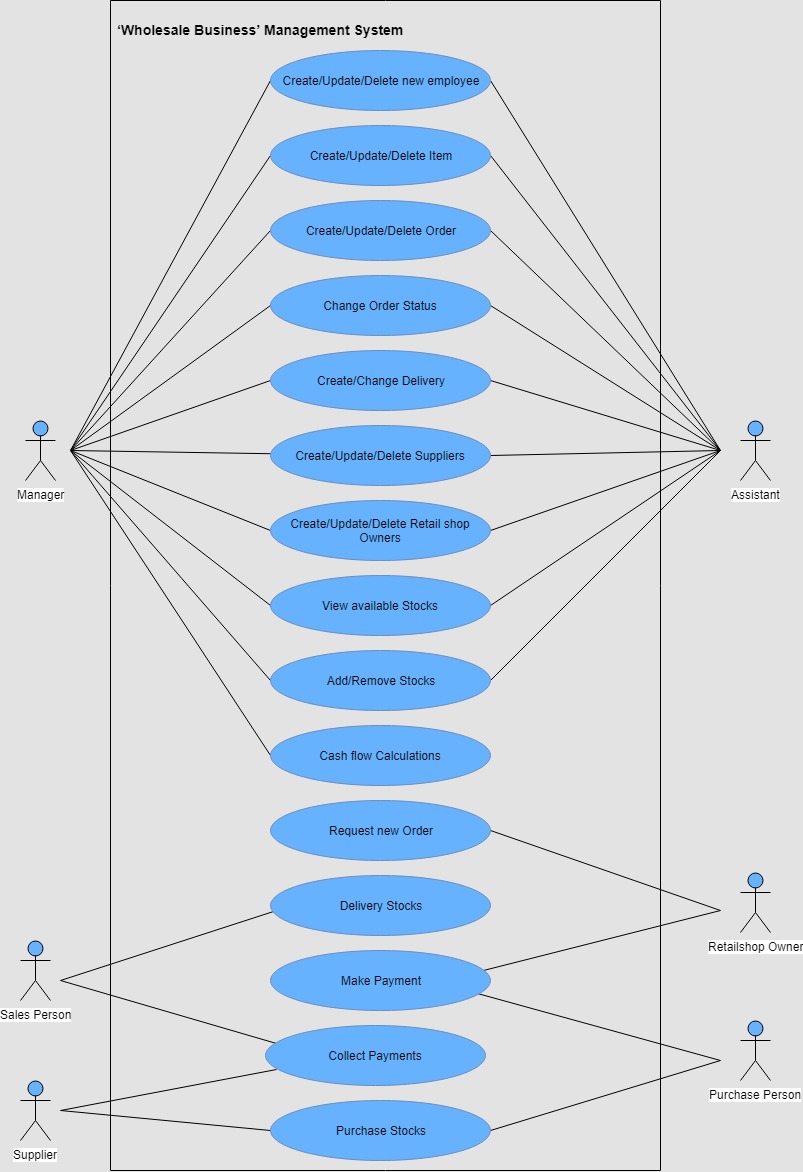 ‘Wholesale Business’ Management System
Create/Update/Delete new employee
Create/Update/Delete Item
Create/Update/Delete Order
Change Order Status
Create/Change Delivery
Create/Update/Delete Suppliers
Manager
Assistant
Create/Update/Delete Retail shop
Owners
View available Stocks
Add/Remove Stocks
Cash flow Calculations
Request new Order
Delivery Stocks
Retailshop Owner
Make Payment
Sales Person
Collect Payments
Purchase Person
Purchase Stocks
Supplier